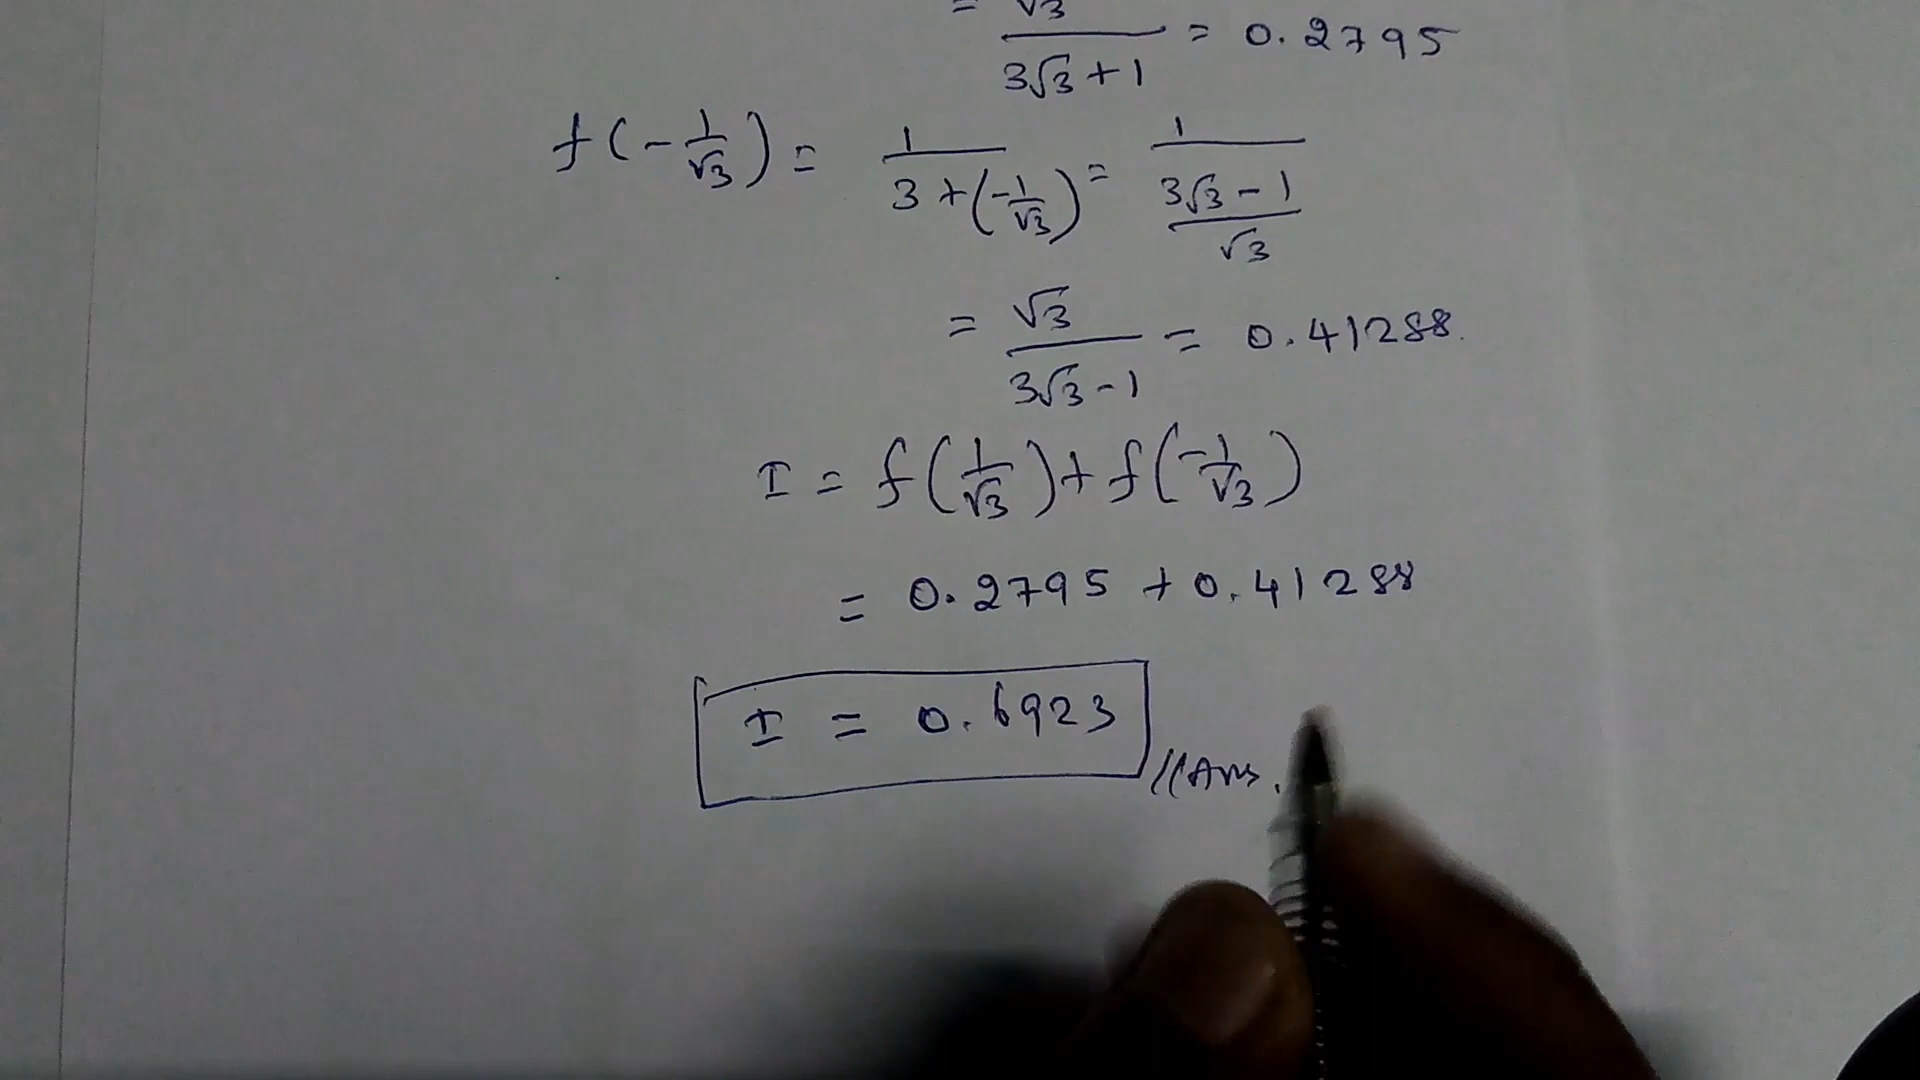 = √3 / (3√3 + 1) = 0.2795
f(-1/√3) = 1 / (3 + (-1/√3)) = 1 / ((3√3 - 1) / √3)
= √3 / (3√3 - 1) = 0.41288.
I = f(1/√3) + f(-1/√3)
= 0.2795 + 0.41288
I = 0.6923 //Ans.